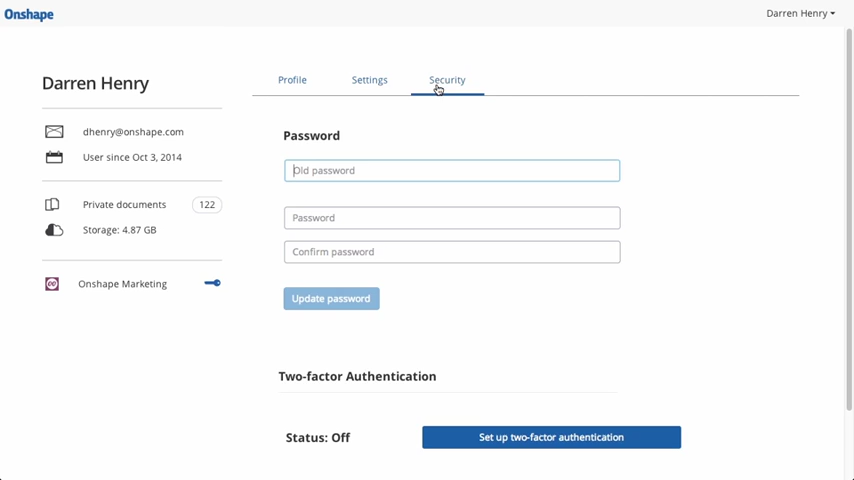 Onshape
Darren Henry
Darren Henry
Profile
Settings
Security
dhenry@onshape.com
User since Oct 3, 2014
Private documents
122
Storage: 4.87 GB
Onshape Marketing
Password
Old password
Password
Confirm password
Update password
Two-factor Authentication
Status: Off
Set up two-factor authentication